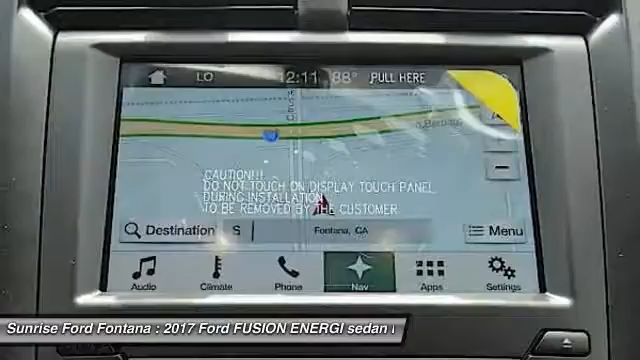 LO 12:11 88° PULL HERE
CAUTION!!!
DO NOT TOUCH ON DISPLAY TOUCH PANEL
DURING INSTALLATION
TO BE REMOVED BY THE CUSTOMER
Destination S Fontana, CA Menu
Audio Climate Phone Nav Apps Settings
Sunrise Ford Fontana : 2017 Ford FUSION ENERGI sedan